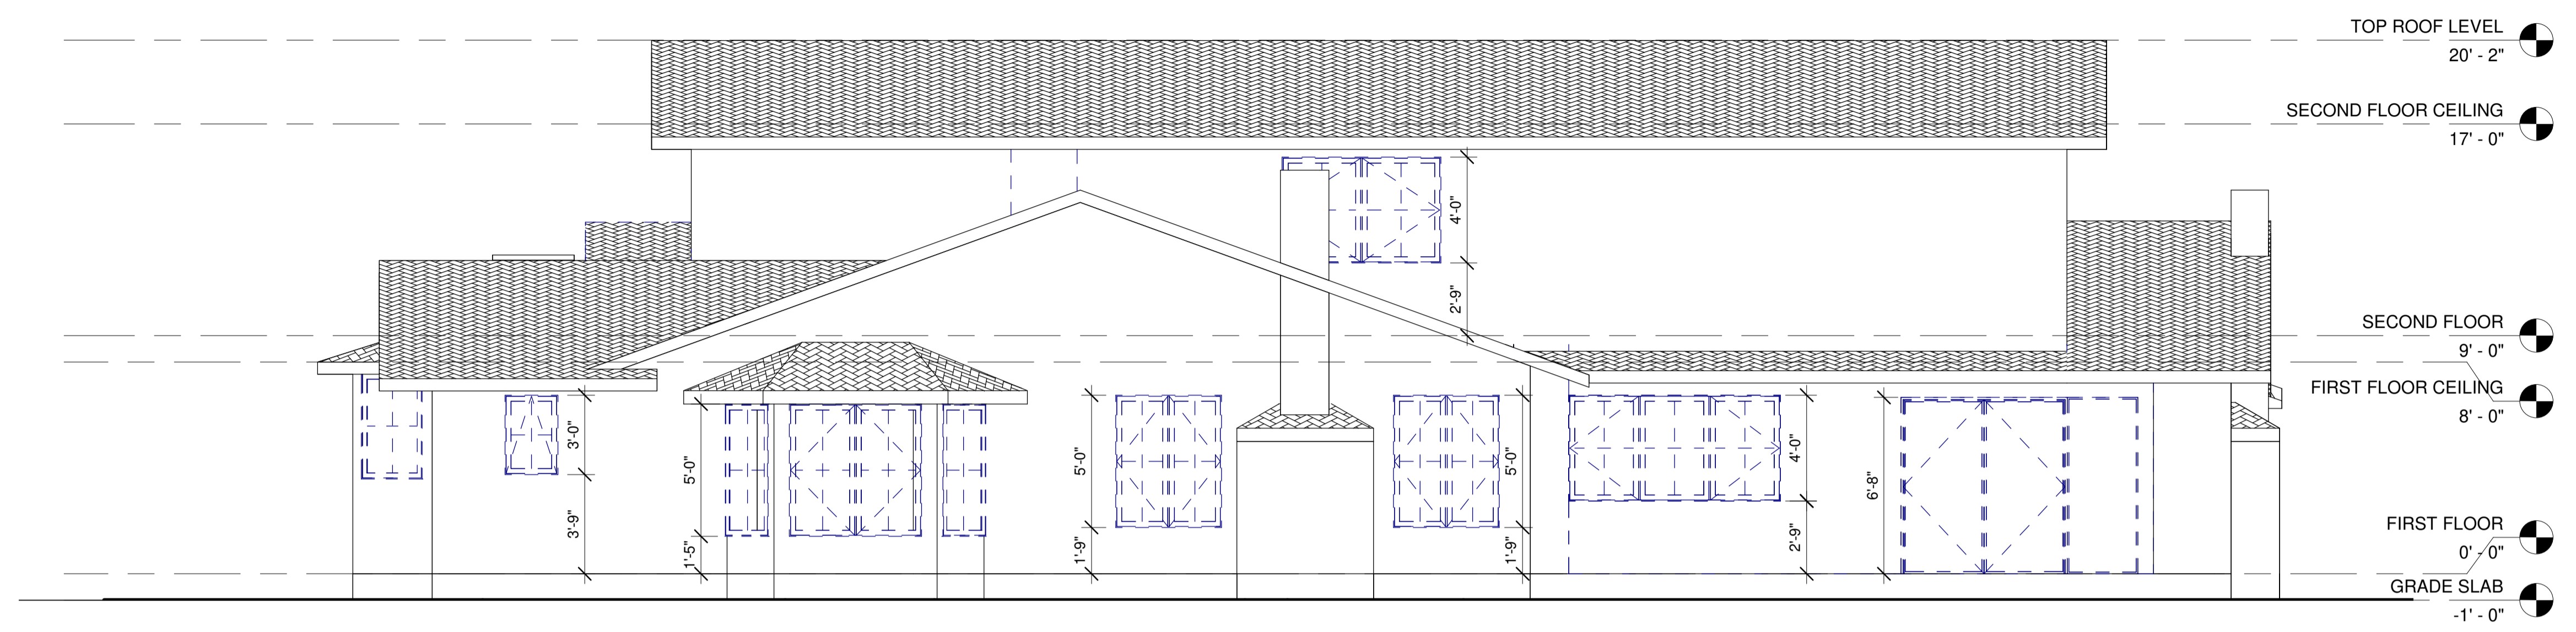 TOP ROOF LEVEL
20' - 2"
SECOND FLOOR CEILING
17' - 0"
4'-0"
2'-9"
SECOND FLOOR
9' - 0"
FIRST FLOOR CEILING
8' - 0"
3'-0"
3'-9"
5'-0"
1'-5"
5'-0"
1'-9"
5'-0"
1'-9"
4'-0"
2'-9"
6'-8"
FIRST FLOOR
0' - 0"
GRADE SLAB
-1' - 0"